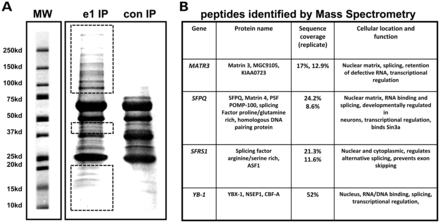 A
B
peptides identified by Mass Spectrometry
MW
e1 IP
con IP
250kd
150kd
100kd
75kd
50kd
37kd
25kd
20kd
15kd
10kd
Gene
Protein name
Sequence
coverage
(replicate)
Cellular location and
function
MATR3
Matrin 3, MGC9105,
KIAA0723
17%, 12.9%
Nuclear matrix, splicing, retention
of defective RNA, transcriptional
regulation
SFPQ
SFPQ, Matrin 4, PSF
POMP-100, splicing
Factor proline/glutamine
rich, homologous DNA
pairing protein
24.2%
8.6%
Nuclear matrix, RNA binding and
splicing, developmentally regulated
in
neurons, transcriptional regulation,
binds Sin3a
SFRS1
Splicing factor
arginine/serine rich,
ASF1
21.3%
11.6%
Nuclear and cytoplasmic, regulates
alternative splicing, prevents exon
skipping
YB-1
YBX-1, NSEP1, CBF-A
52%
Nucleus, RNA/DNA binding, splicing,
transcriptional regulation,